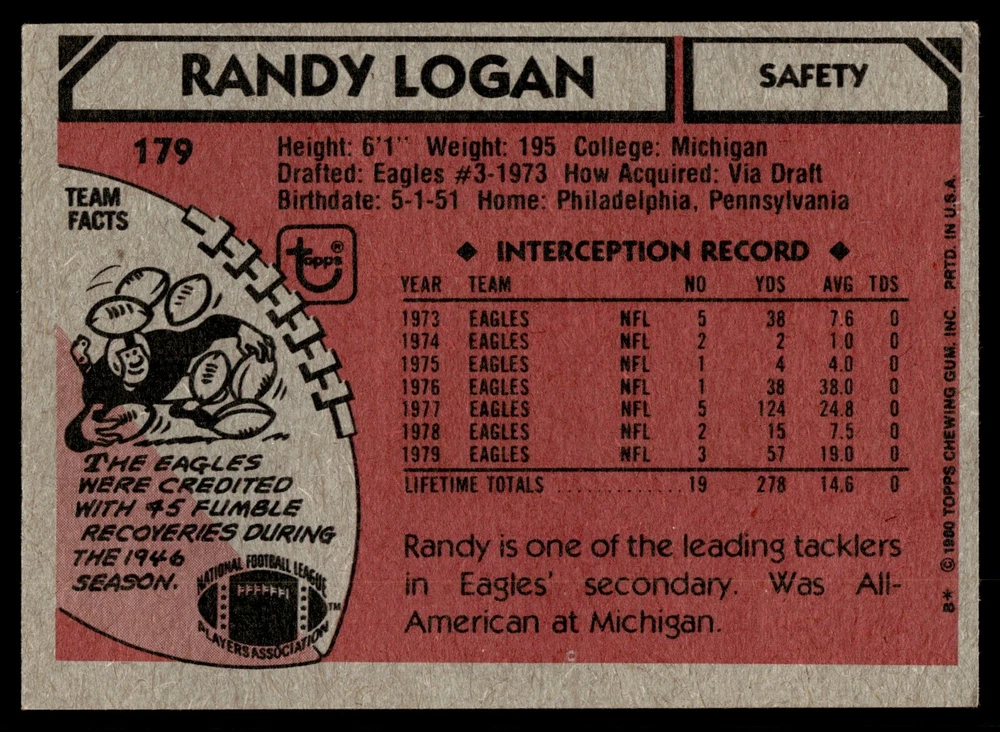 RANDY LOGAN
SAFETY
179
Height: 6'1" Weight: 195 College: Michigan
Drafted: Eagles #3-1973 How Acquired: Via Draft
Birthdate: 5-1-51 Home: Philadelphia, Pennsylvania
TEAM
FACTS
topps®
◆ INTERCEPTION RECORD ◆
YEAR TEAM NO YDS AVG TDS
1973 EAGLES NFL 5 38 7.6 0
1974 EAGLES NFL 2 2 1.0 0
1975 EAGLES NFL 1 4 4.0 0
1976 EAGLES NFL 1 38 38.0 0
1977 EAGLES NFL 5 124 24.8 0
1978 EAGLES NFL 2 15 7.5 0
1979 EAGLES NFL 3 57 19.0 0
LIFETIME TOTALS ............ 19 278 14.6 0
THE EAGLES
WERE CREDITED
WITH 45 FUMBLE
RECOVERIES DURING
THE 1946
SEASON.
NATIONAL FOOTBALL LEAGUE
PLAYERS ASSOCIATION
NFLPA
™
Randy is one of the leading tacklers
in Eagles' secondary. Was All-
American at Michigan.
8* © 1980 TOPPS CHEWING GUM, INC. PRTD. IN U.S.A.